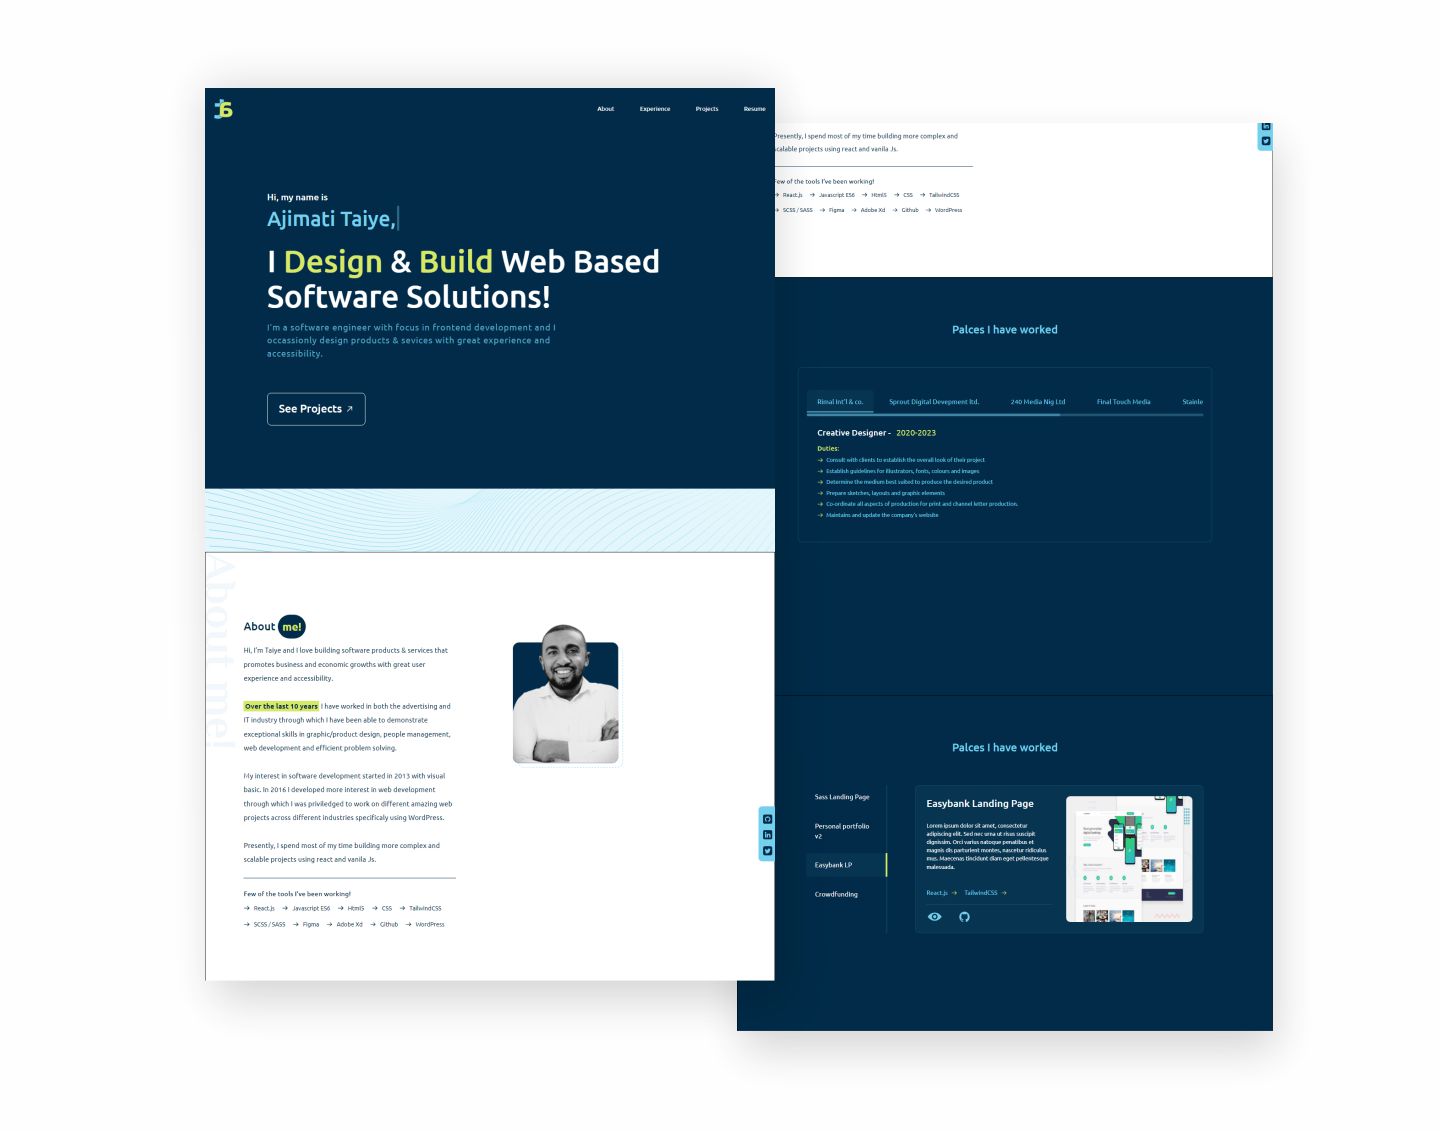 About Experience Projects Resume
Hi, my name is
Ajimati Taiye,
I Design & Build Web Based
Software Solutions!
I'm a software engineer with focus in frontend development and I
occassionly design products & sevices with great experience and
accessibility.
See Projects
About me!
About me!
Hi, I'm Taiye and I love building software products & services that
promotes business and economic growths with great user
experience and accessibility.
Over the last 10 years I have worked in both the advertising and
IT industry through which I have been able to demonstrate
exceptional skills in graphic/product design, people management,
web development and efficient problem solving.
My interest in software development started in 2013 with visual
basic. In 2016 I developed more interest in web development
through which I was priviledged to work on different amazing web
projects across different industries specificaly using WordPress.
Presently, I spend most of my time building more complex and
scalable projects using react and vanila Js.
Few of the tools I've been working!
→ React.js → Javascript ES6 → Html5 → CSS → TailwindCSS
→ SCSS / SASS → Figma → Adobe Xd → Github → WordPress
Presently, I spend most of my time building more complex and
scalable projects using react and vanila Js.
Few of the tools I've been working!
→ React.js → Javascript ES6 → Html5 → CSS → TailwindCSS
→ SCSS / SASS → Figma → Adobe Xd → Github → WordPress
Palces I have worked
Rimal Int'l & co. Sprout Digital Devepment ltd. 240 Media Nig Ltd Final Touch Media Stainle
Creative Designer - 2020-2023
Duties:
→ Consult with clients to establish the overall look of their project
→ Establish guidelines for illustrators, fonts, colours and images
→ Determine the medium best suited to produce the desired product
→ Prepare sketches, layouts and graphic elements
→ Co-ordinate all aspects of production for print and channel letter production.
→ Maintains and update the company's website
Palces I have worked
Sass Landing Page
Personal portfolio
v2
Easybank LP
Crowdfunding
Easybank Landing Page
Lorem ipsum dolor sit amet, consectetur
adipiscing elit. Sed nec urna ut risus suscipit
dignissim. Orci varius natoque penatibus et
magnis dis parturient montes, nascetur ridiculus
mus. Maecenas tincidunt diam eget pellentesque
malesuada.
React.js → TailwindCSS →